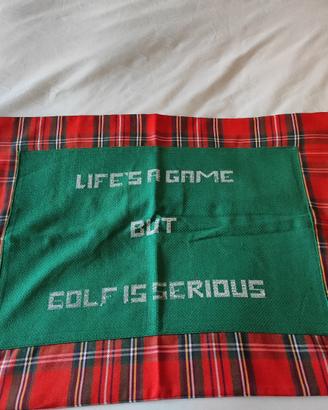 LIFE'S A GAME
BUT
GOLF IS SERIOUS